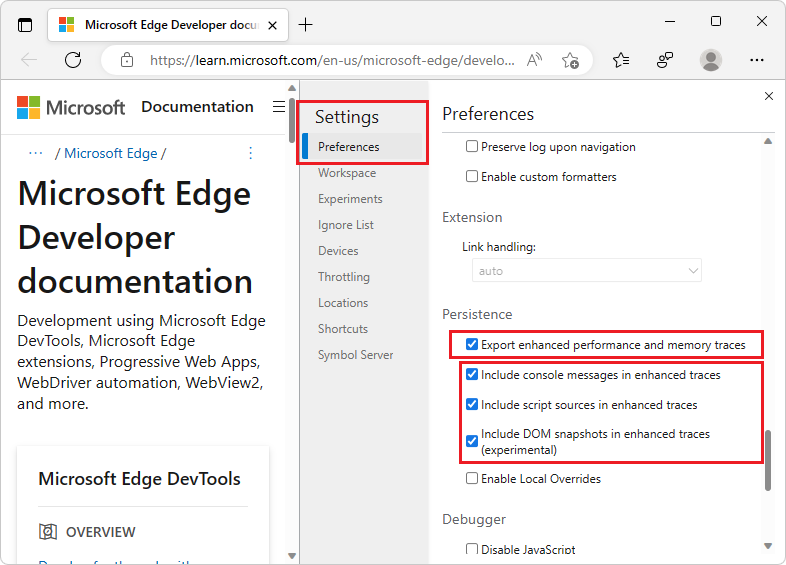 Microsoft Edge Developer docu
https://learn.microsoft.com/en-us/microsoft-edge/develo...
Microsoft
Documentation
... / Microsoft Edge /
Microsoft Edge
Developer
documentation
Development using Microsoft Edge
DevTools, Microsoft Edge
extensions, Progressive Web Apps,
WebDriver automation, WebView2,
and more.
Microsoft Edge DevTools
OVERVIEW
Settings
Preferences
Workspace
Experiments
Ignore List
Devices
Throttling
Locations
Shortcuts
Symbol Server
Preferences
Preserve log upon navigation
Enable custom formatters
Extension
Link handling:
auto
Persistence
Export enhanced performance and memory traces
Include console messages in enhanced traces
Include script sources in enhanced traces
Include DOM snapshots in enhanced traces
(experimental)
Enable Local Overrides
Debugger
Disable JavaScript